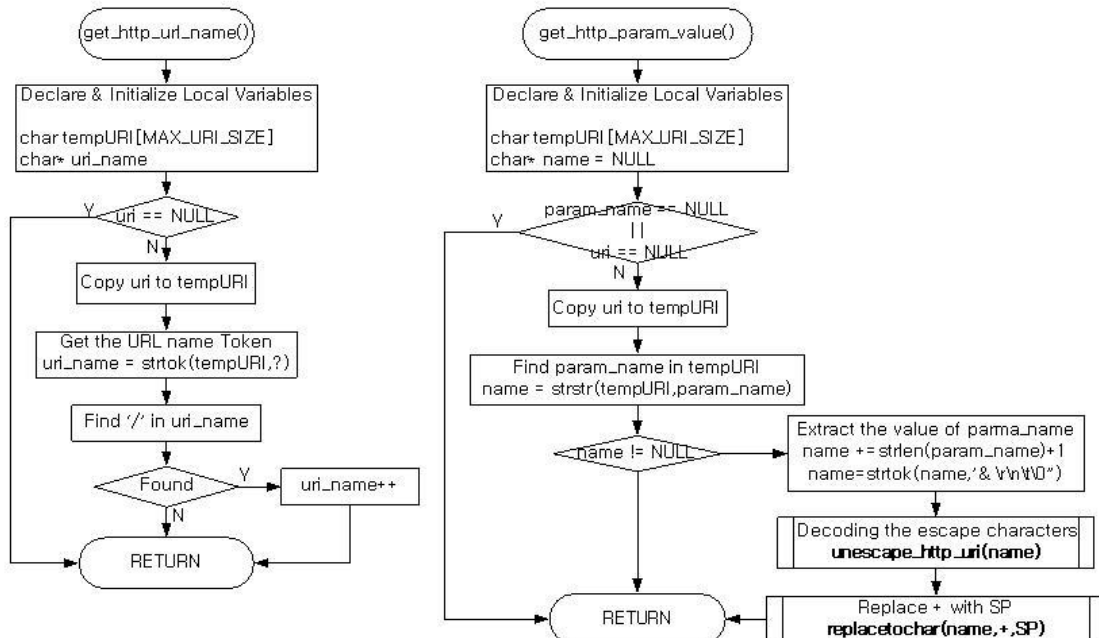 get_http_url_name()
Declare & Initialize Local Variables
char tempURI[MAX_URI_SIZE]
char* uri_name
uri == NULL
Y
N
Copy uri to tempURI
Get the URL name Token
uri_name = strtok(tempURI,?)
Find '/' in uri_name
Found
Y
N
uri_name++
RETURN
get_http_param_value()
Declare & Initialize Local Variables
char tempURI[MAX_URI_SIZE]
char* name = NULL
param_name == NULL
||
uri == NULL
Y
N
Copy uri to tempURI
Find param_name in tempURI
name = strstr(tempURI,param_name)
name != NULL
Extract the value of parma_name
name +=strlen(param_name)+1
name=strtok(name,'& \r\n\t\0")
Decoding the escape characters
unescape_http_uri(name)
Replace + with SP
replacetochar(name,+,SP)
RETURN